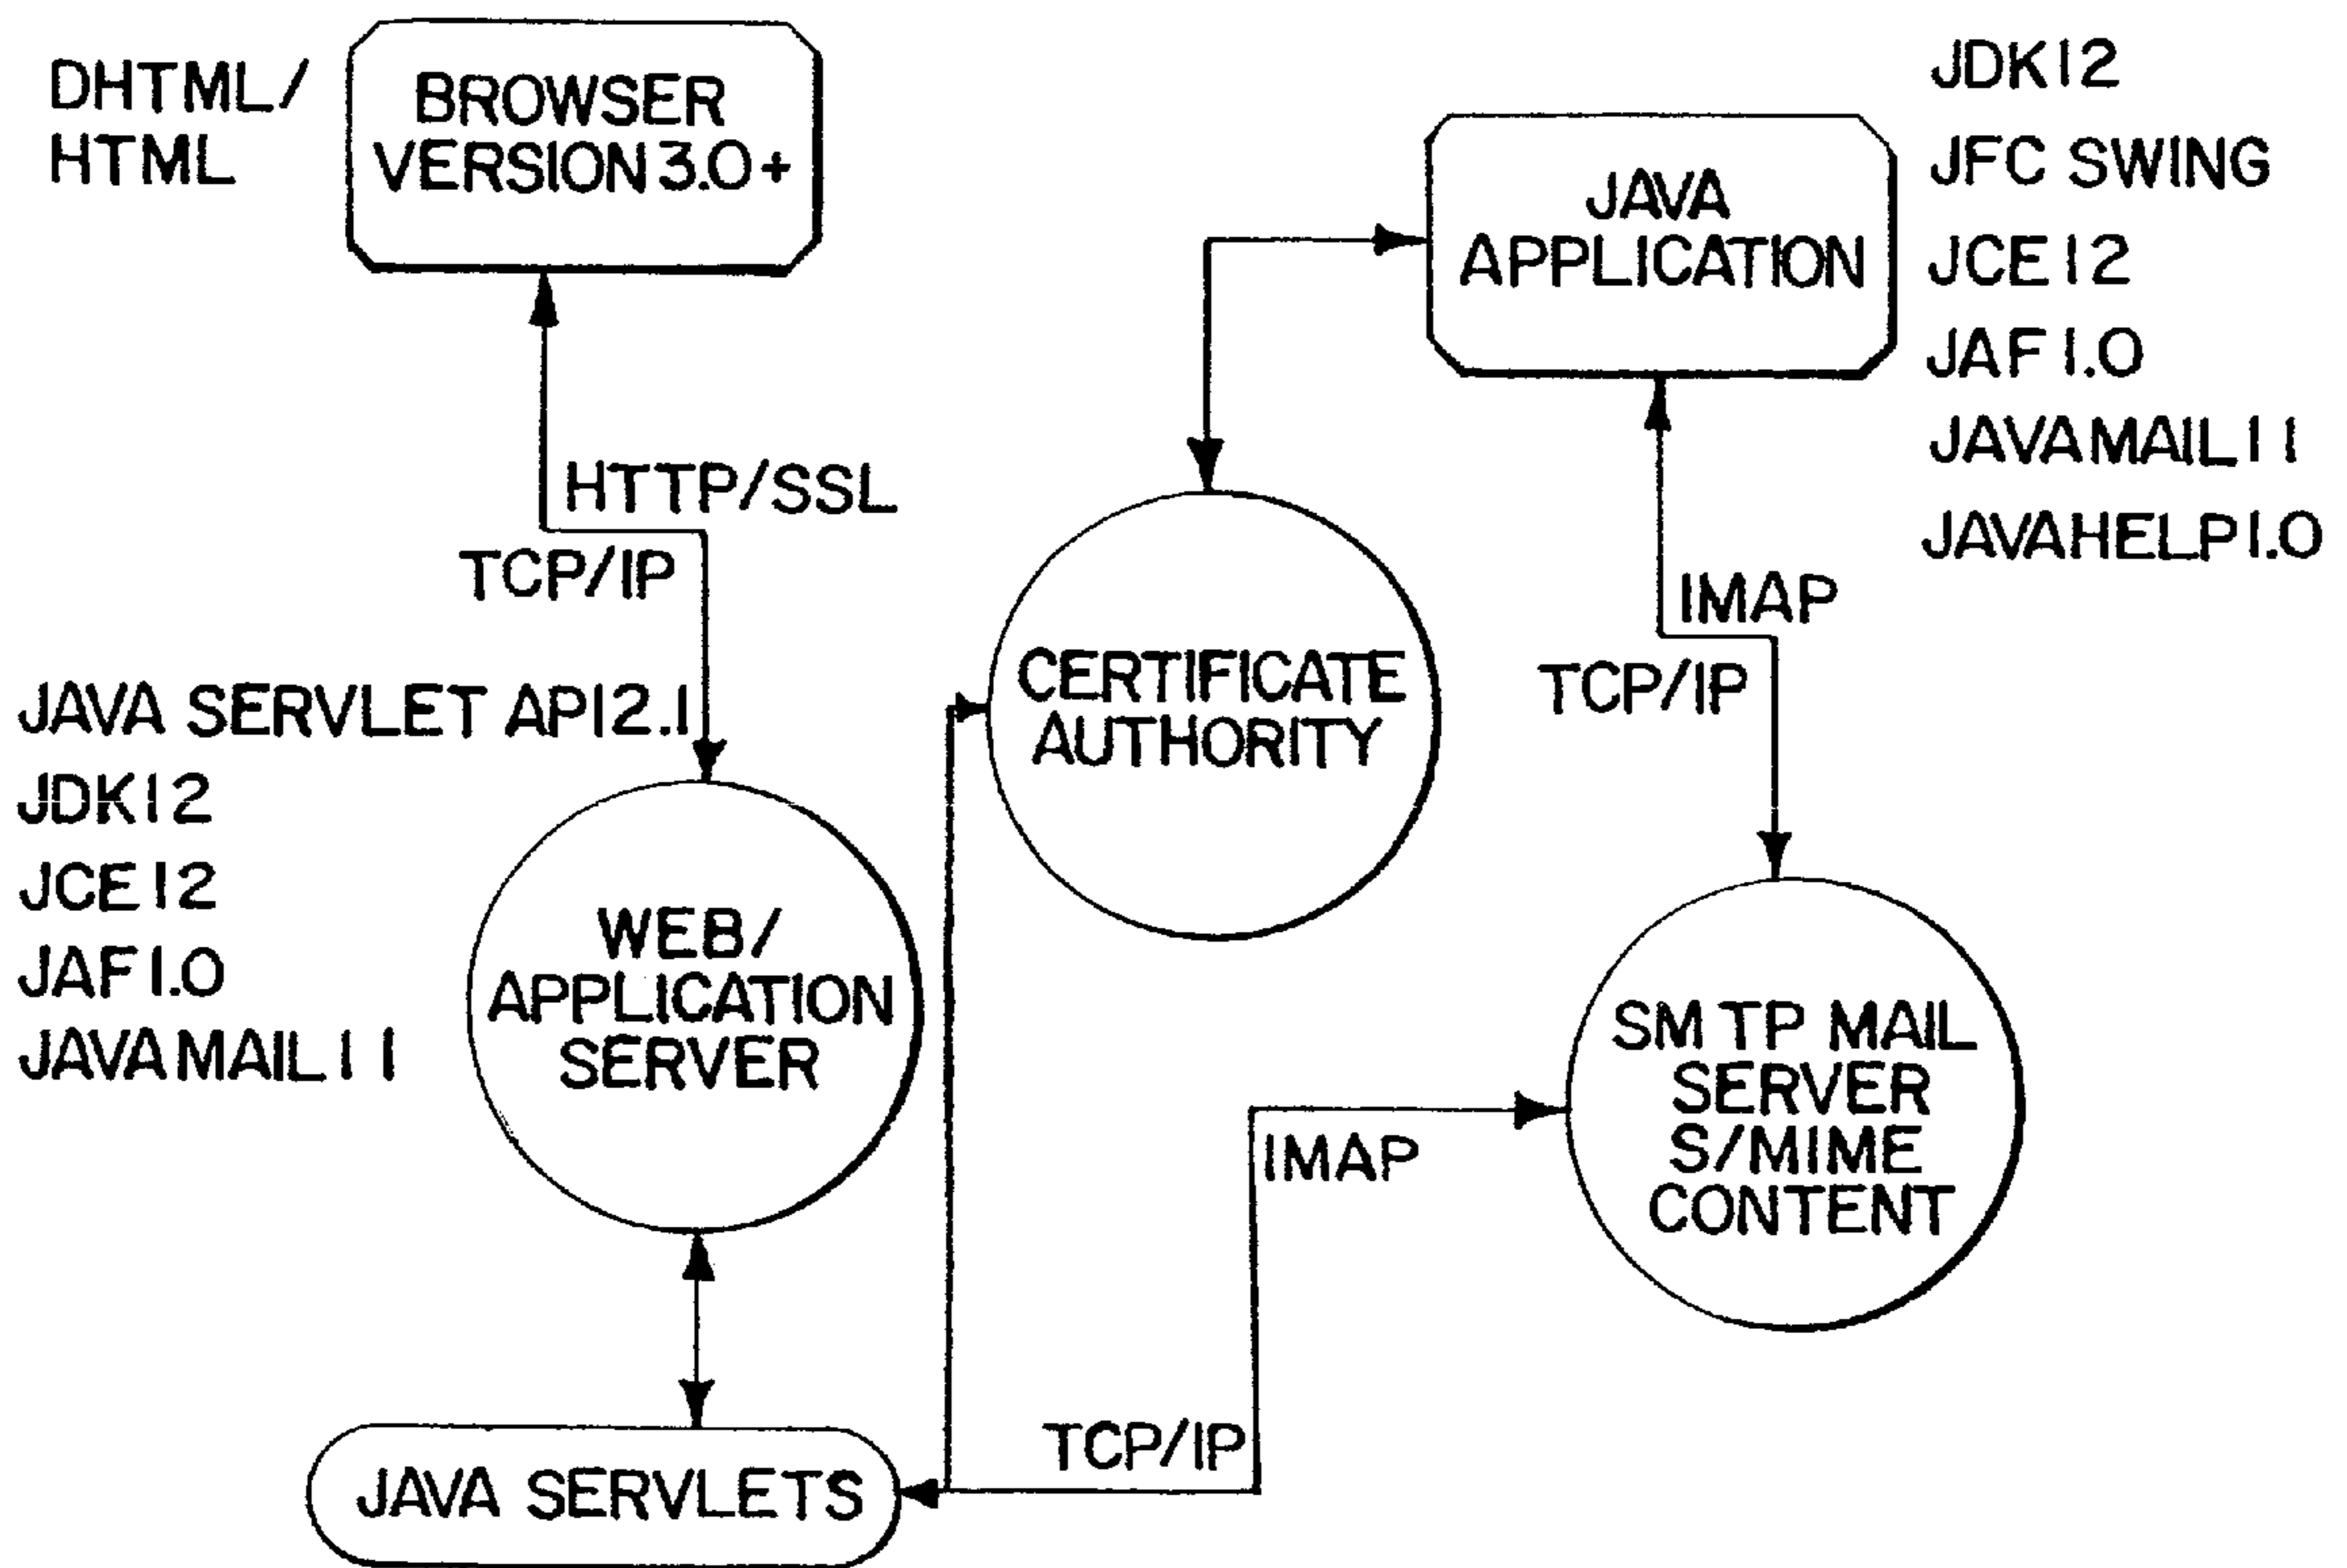 DHTML/
HTML
BROWSER
VERSION 3.0+
JAVA
APPLICATION
JDK12
JFC SWING
JCE12
JAF1.0
JAVAMAIL11
JAVAHELP1.0
HTTP/SSL
TCP/IP
IMAP
TCP/IP
CERTIFICATE
AUTHORITY
JAVA SERVLET API2.1
JDK12
JCE12
JAF1.0
JAVAMAIL11
WEB/
APPLICATION
SERVER
SMTP MAIL
SERVER
S/MIME
CONTENT
IMAP
TCP/IP
JAVA SERVLETS